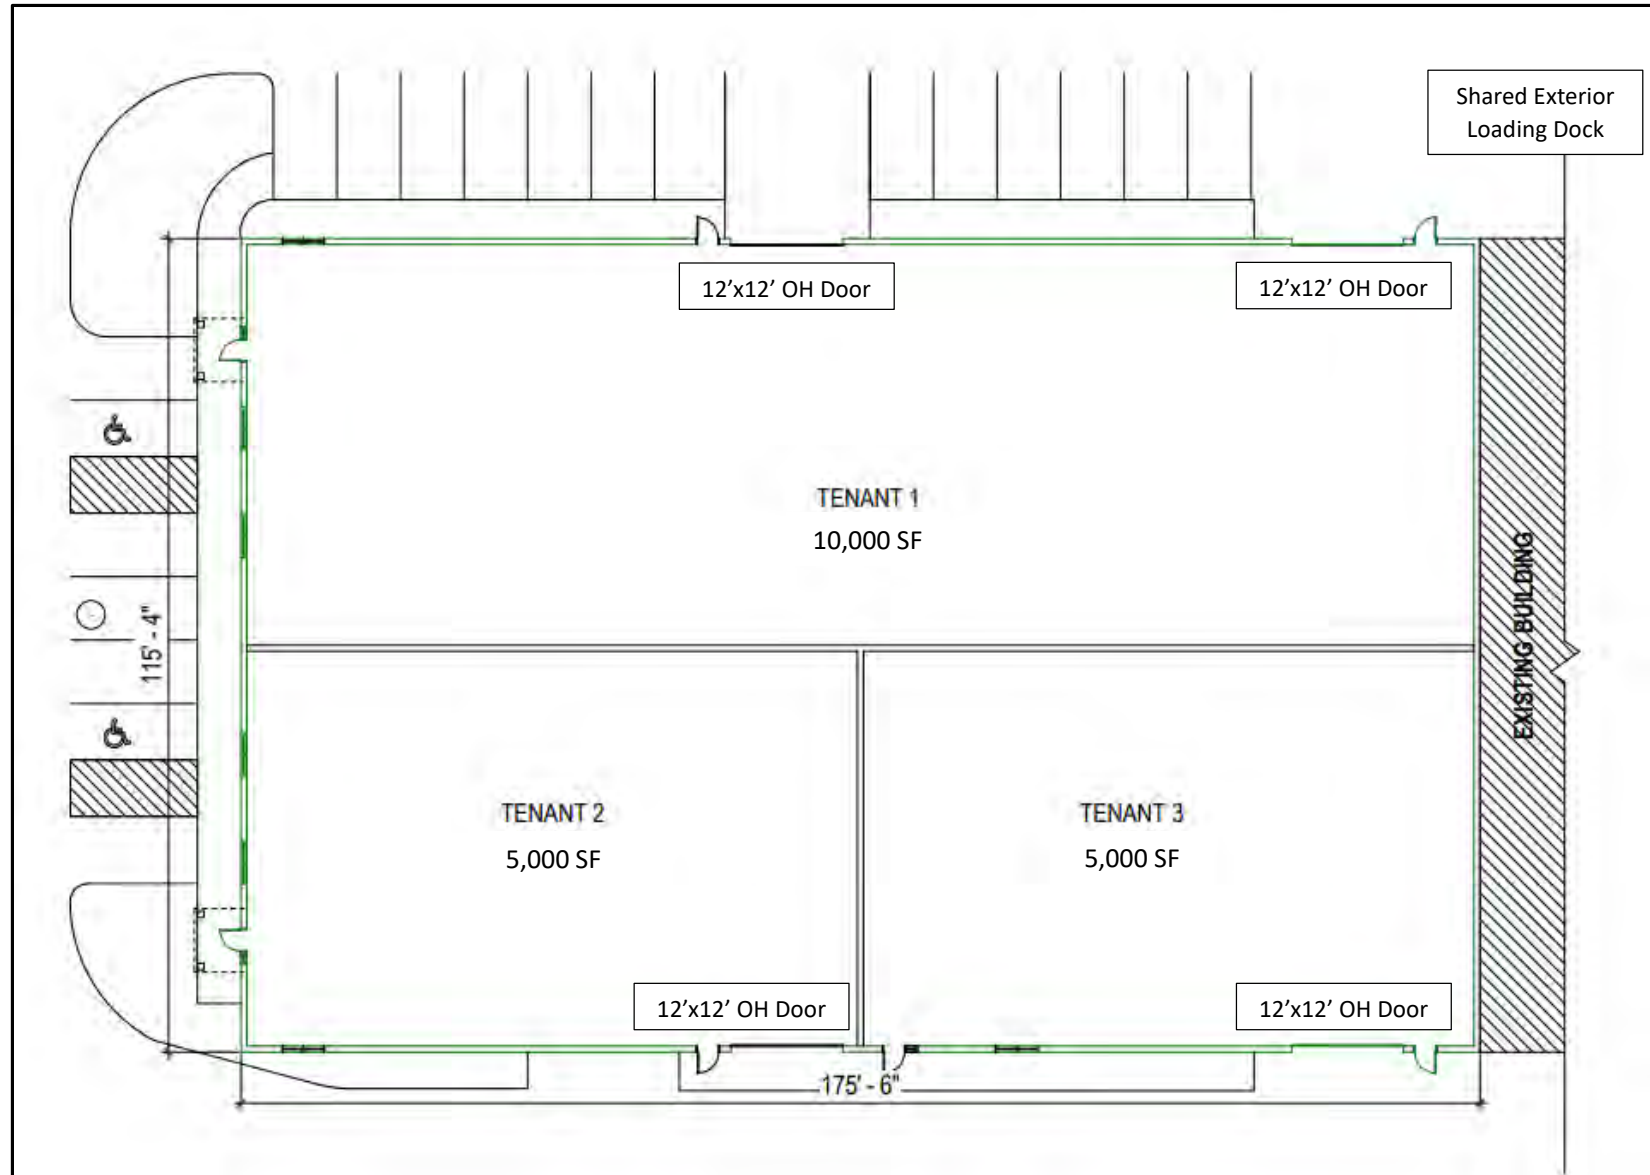 Shared Exterior
Loading Dock
12’x12’ OH Door
12’x12’ OH Door
TENANT 1
10,000 SF
EXISTING BUILDING
115' - 4"
TENANT 2
5,000 SF
TENANT 3
5,000 SF
12’x12’ OH Door
12’x12’ OH Door
175' - 6"